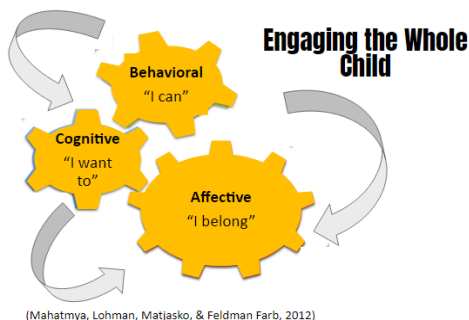 Engaging the Whole
Child
Behavioral
“I can”
Cognitive
“I want
to”
Affective
“I belong”
(Mahatmya, Lohman, Matjasko, & Feldman Farb, 2012)